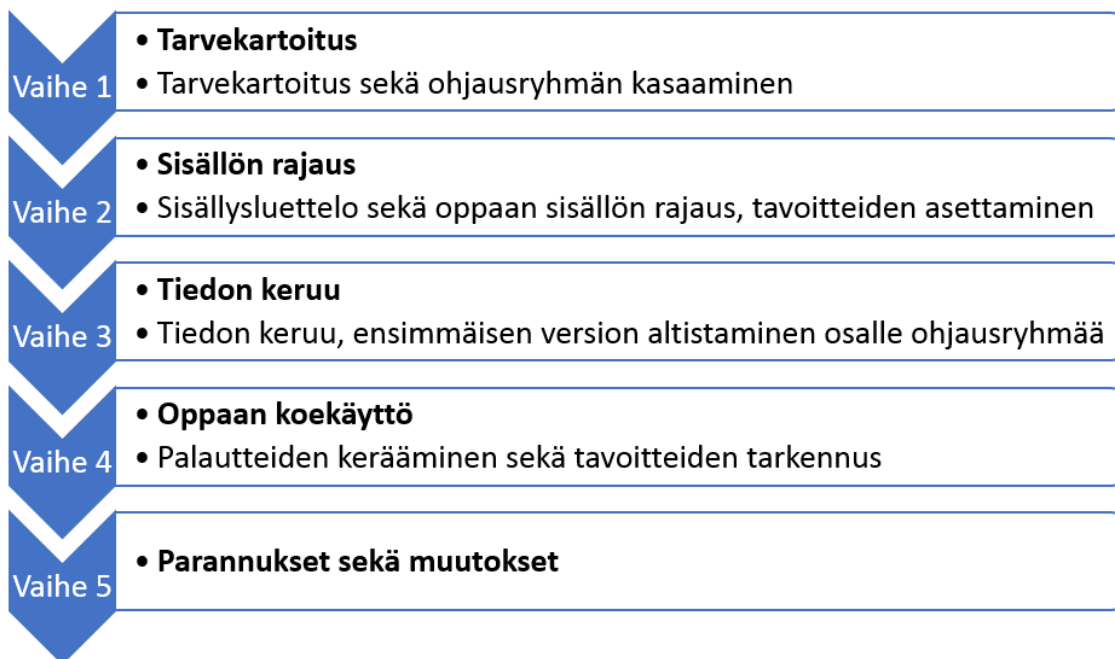 Vaihe 1
• Tarvekartoitus
• Tarvekartoitus sekä ohjausryhmän kasaaminen
Vaihe 2
• Sisällön rajaus
• Sisällysluettelo sekä oppaan sisällön rajaus, tavoitteiden asettaminen
Vaihe 3
• Tiedon keruu
• Tiedon keruu, ensimmäisen version altistaminen osalle ohjausryhmää
Vaihe 4
• Oppaan koekäyttö
• Palautteiden kerääminen sekä tavoitteiden tarkennus
Vaihe 5
• Parannukset sekä muutokset